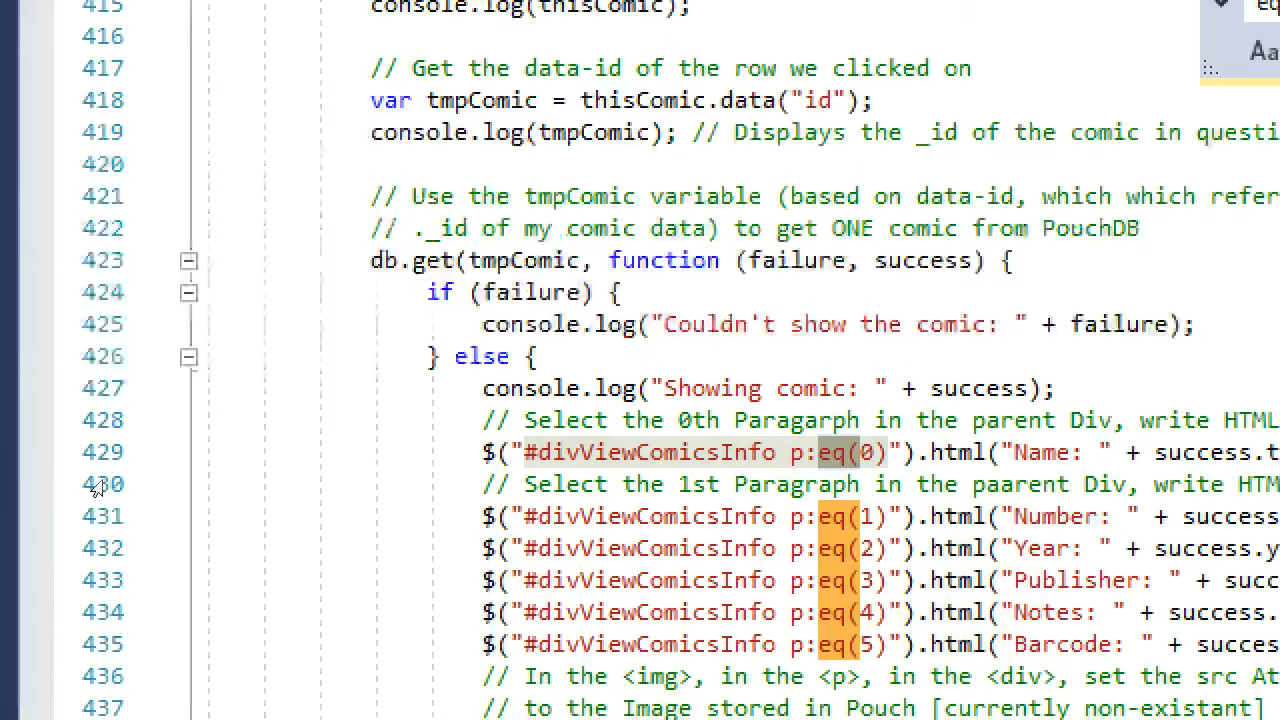 415 console.log(thisComic);
416
417 // Get the data-id of the row we clicked on
418 var tmpComic = thisComic.data("id");
419 console.log(tmpComic); // Displays the _id of the comic in questi
420
421 // Use the tmpComic variable (based on data-id, which which refer
422 // ._id of my comic data) to get ONE comic from PouchDB
423 db.get(tmpComic, function (failure, success) {
424 if (failure) {
425 console.log("Couldn't show the comic: " + failure);
426 } else {
427 console.log("Showing comic: " + success);
428 // Select the 0th Paragarph in the parent Div, write HTML
429 $("#divViewComicsInfo p:eq(0)").html("Name: " + success.t
430 // Select the 1st Paragraph in the paarent Div, write HTM
431 $("#divViewComicsInfo p:eq(1)").html("Number: " + success
432 $("#divViewComicsInfo p:eq(2)").html("Year: " + success.y
433 $("#divViewComicsInfo p:eq(3)").html("Publisher: " + succ
434 $("#divViewComicsInfo p:eq(4)").html("Notes: " + success.
435 $("#divViewComicsInfo p:eq(5)").html("Barcode: " + succes
436 // In the <img>, in the <p>, in the <div>, set the src At
437 // to the Image stored in Pouch [currently non-existant]
eq
Aa